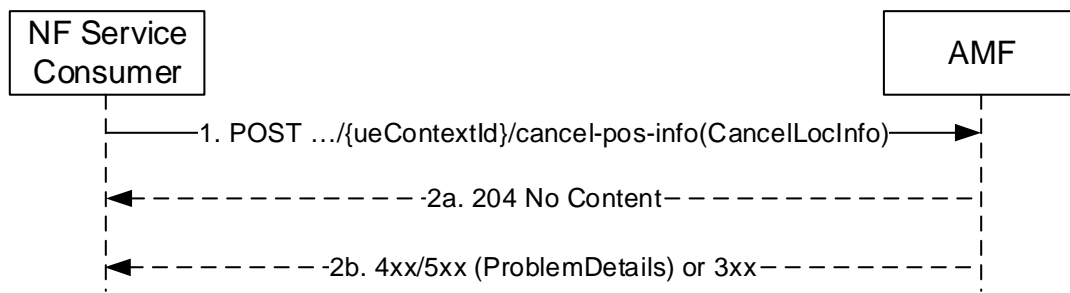 NF Service
Consumer
AMF
1. POST …/{ueContextId}/cancel-pos-info(CancelLocInfo)
2a. 204 No Content
2b. 4xx/5xx (ProblemDetails) or 3xx